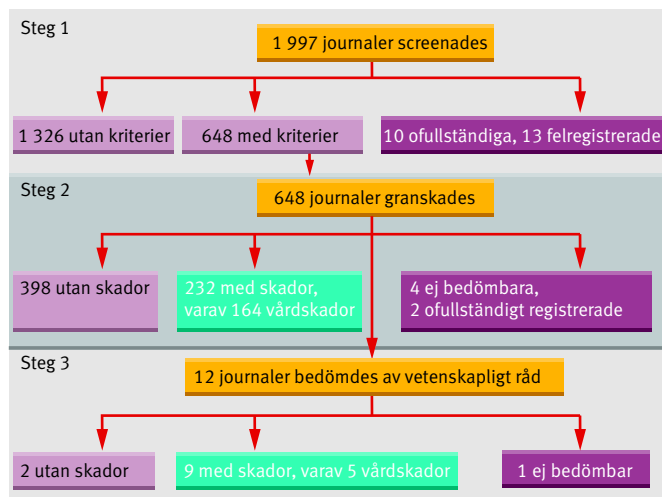 Steg 1
1 997 journaler screenades
1 326 utan kriterier
648 med kriterier
10 ofullständiga, 13 felregistrerade
Steg 2
648 journaler granskades
398 utan skador
232 med skador,
varav 164 vårdskador
4 ej bedömbara,
2 ofullständigt registrerade
Steg 3
12 journaler bedömdes av vetenskapligt råd
2 utan skador
9 med skador, varav 5 vårdskador
1 ej bedömbar